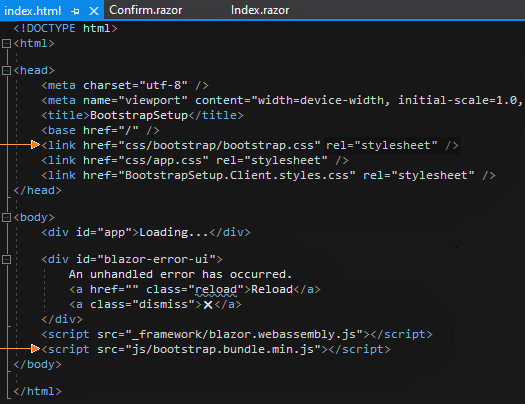 index.html Confirm.razor Index.razor
<!DOCTYPE html>
<html>
<head>
<meta charset="utf-8" />
<meta name="viewport" content="width=device-width, initial-scale=1.0,
<title>BootstrapSetup</title>
<base href="/" />
<link href="css/bootstrap/bootstrap.css" rel="stylesheet" />
<link href="css/app.css" rel="stylesheet" />
<link href="BootstrapSetup.Client.styles.css" rel="stylesheet" />
</head>
<body>
<div id="app">Loading...</div>
<div id="blazor-error-ui">
An unhandled error has occurred.
<a href="" class="reload">Reload</a>
<a class="dismiss">🗙</a>
</div>
<script src="_framework/blazor.webassembly.js"></script>
<script src="js/bootstrap.bundle.min.js"></script>
</body>
</html>